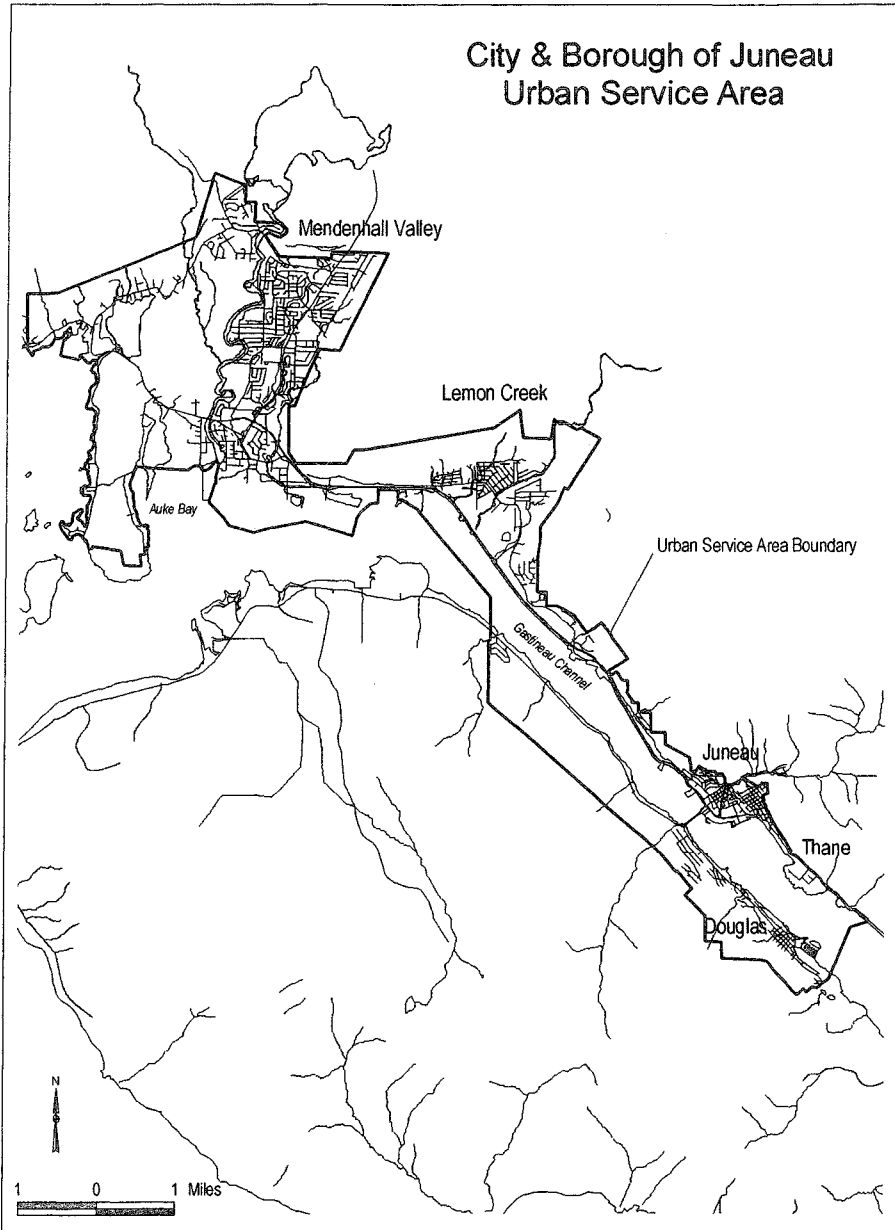 City & Borough of Juneau
Urban Service Area
Mendenhall Valley
Lemon Creek
Auke Bay
Urban Service Area Boundary
Gastineau Channel
Juneau
Thane
Douglas
N
1 0 1 Miles